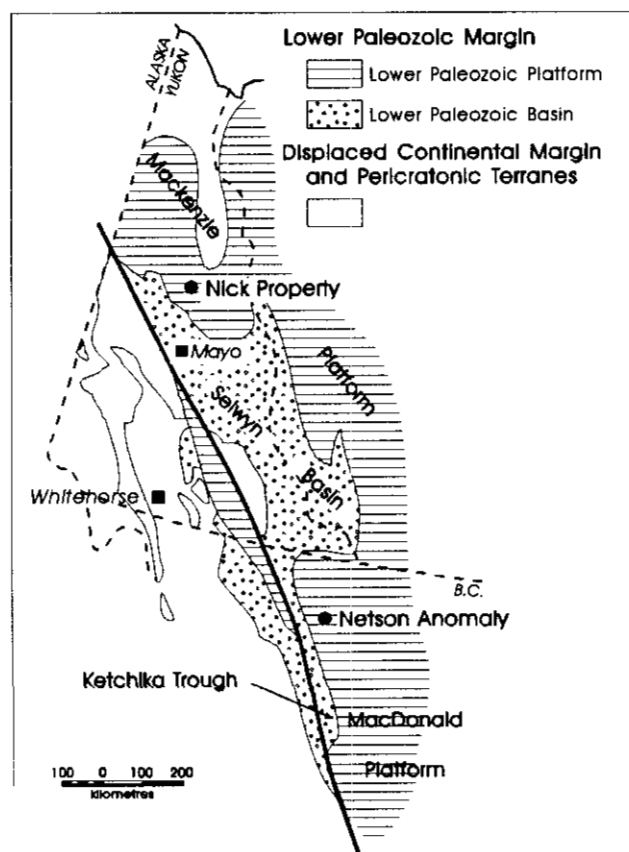 Lower Paleozoic Margin
Lower Paleozoic Platform
Lower Paleozoic Basin
Displaced Continental Margin
and Pericratonic Terranes
ALASKA
YUKON
Mackenzie
Nick Property
Mayo
Platform
Selwyn
Basin
Whitehorse
B.C.
Netson Anomaly
Ketchika Trough
MacDonald
Platform
100 0 100 200
kilometres